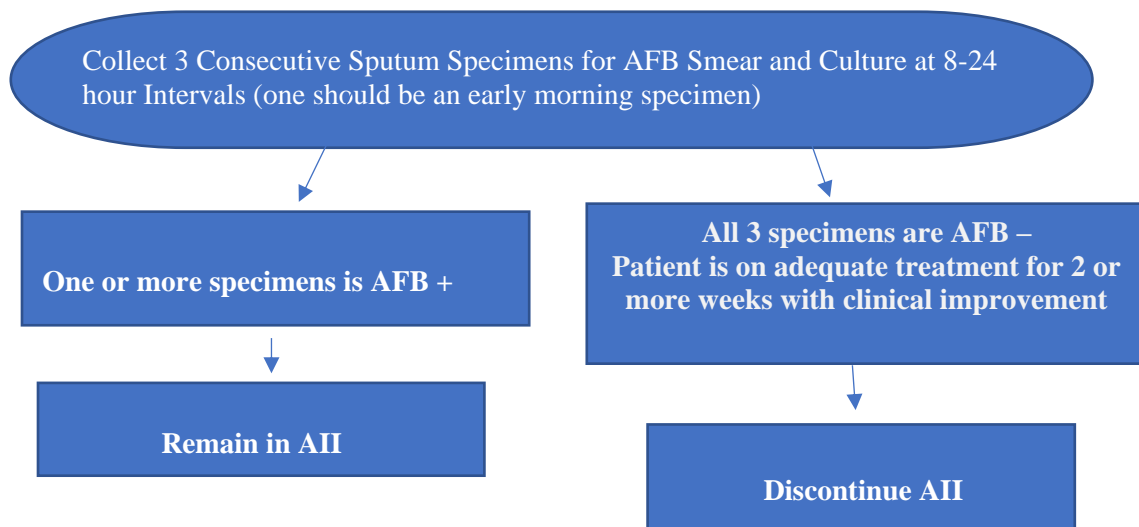 Collect 3 Consecutive Sputum Specimens for AFB Smear and Culture at 8-24
hour Intervals (one should be an early morning specimen)
One or more specimens is AFB +
All 3 specimens are AFB –
Patient is on adequate treatment for 2 or
more weeks with clinical improvement
Remain in AII
Discontinue AII